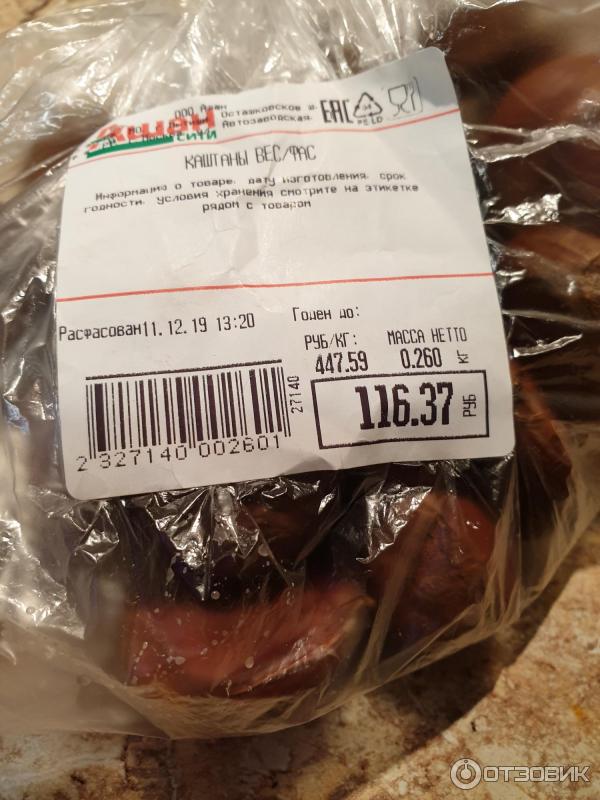 ООО Ашан
Осташковское ш.
Автозаводская.
Ашан
СИТИ
EAC
PE LD
КАШТАНЫ ВЕС/ФАС
Информацию о товаре: дату изготовления, срок
годности, условия хранения смотрите на этикетке
рядом с товаром
Расфасован 11.12.19 13:20
Годен до:
РУБ/КГ:
МАССА НЕТТО
447.59
0.260 кг
116.37 РУБ
27140
2 327140 002601
ОТЗОВИК